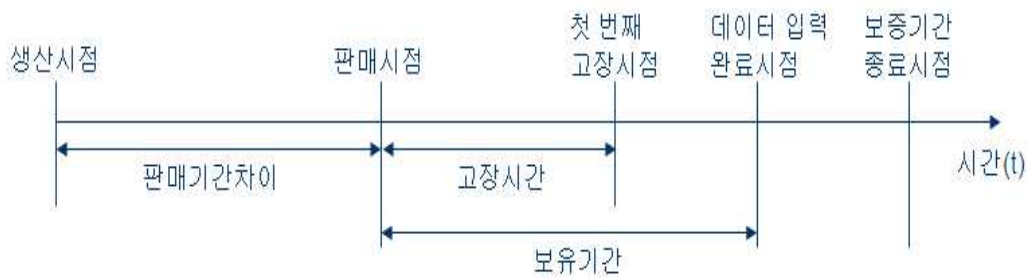 생산시점
판매시점
첫 번째
고장시점
데이터 입력
완료시점
보증기간
종료시점
시간(t)
판매기간차이
고장시간
보유기간